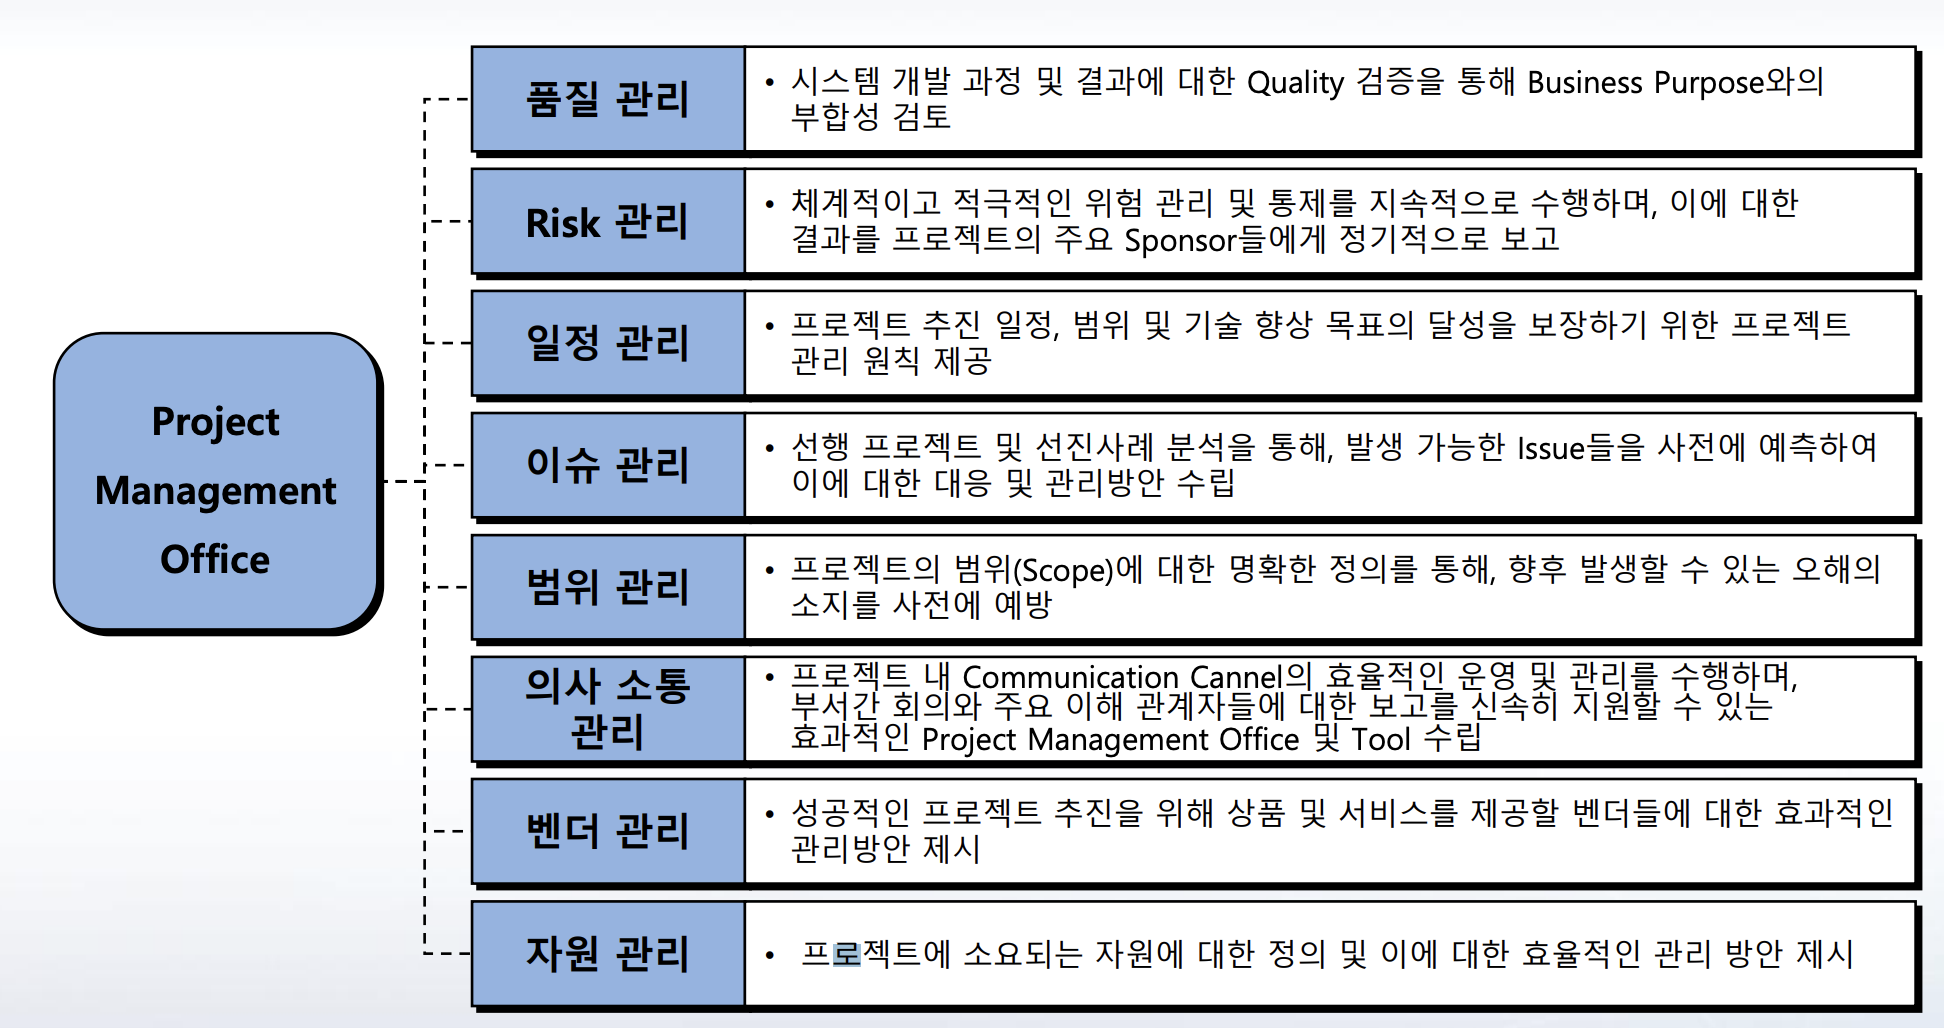 Project
Management
Office
품질 관리
• 시스템 개발 과정 및 결과에 대한 Quality 검증을 통해 Business Purpose와의
부합성 검토
Risk 관리
• 체계적이고 적극적인 위험 관리 및 통제를 지속적으로 수행하며, 이에 대한
결과를 프로젝트의 주요 Sponsor들에게 정기적으로 보고
일정 관리
• 프로젝트 추진 일정, 범위 및 기술 향상 목표의 달성을 보장하기 위한 프로젝트
관리 원칙 제공
이슈 관리
• 선행 프로젝트 및 선진사례 분석을 통해, 발생 가능한 Issue들을 사전에 예측하여
이에 대한 대응 및 관리방안 수립
범위 관리
• 프로젝트의 범위(Scope)에 대한 명확한 정의를 통해, 향후 발생할 수 있는 오해의
소지를 사전에 예방
의사 소통
관리
• 프로젝트 내 Communication Cannel의 효율적인 운영 및 관리를 수행하며,
부서간 회의와 주요 이해 관계자들에 대한 보고를 신속히 지원할 수 있는
효과적인 Project Management Office 및 Tool 수립
벤더 관리
• 성공적인 프로젝트 추진을 위해 상품 및 서비스를 제공할 벤더들에 대한 효과적인
관리방안 제시
자원 관리
• 프로젝트에 소요되는 자원에 대한 정의 및 이에 대한 효율적인 관리 방안 제시